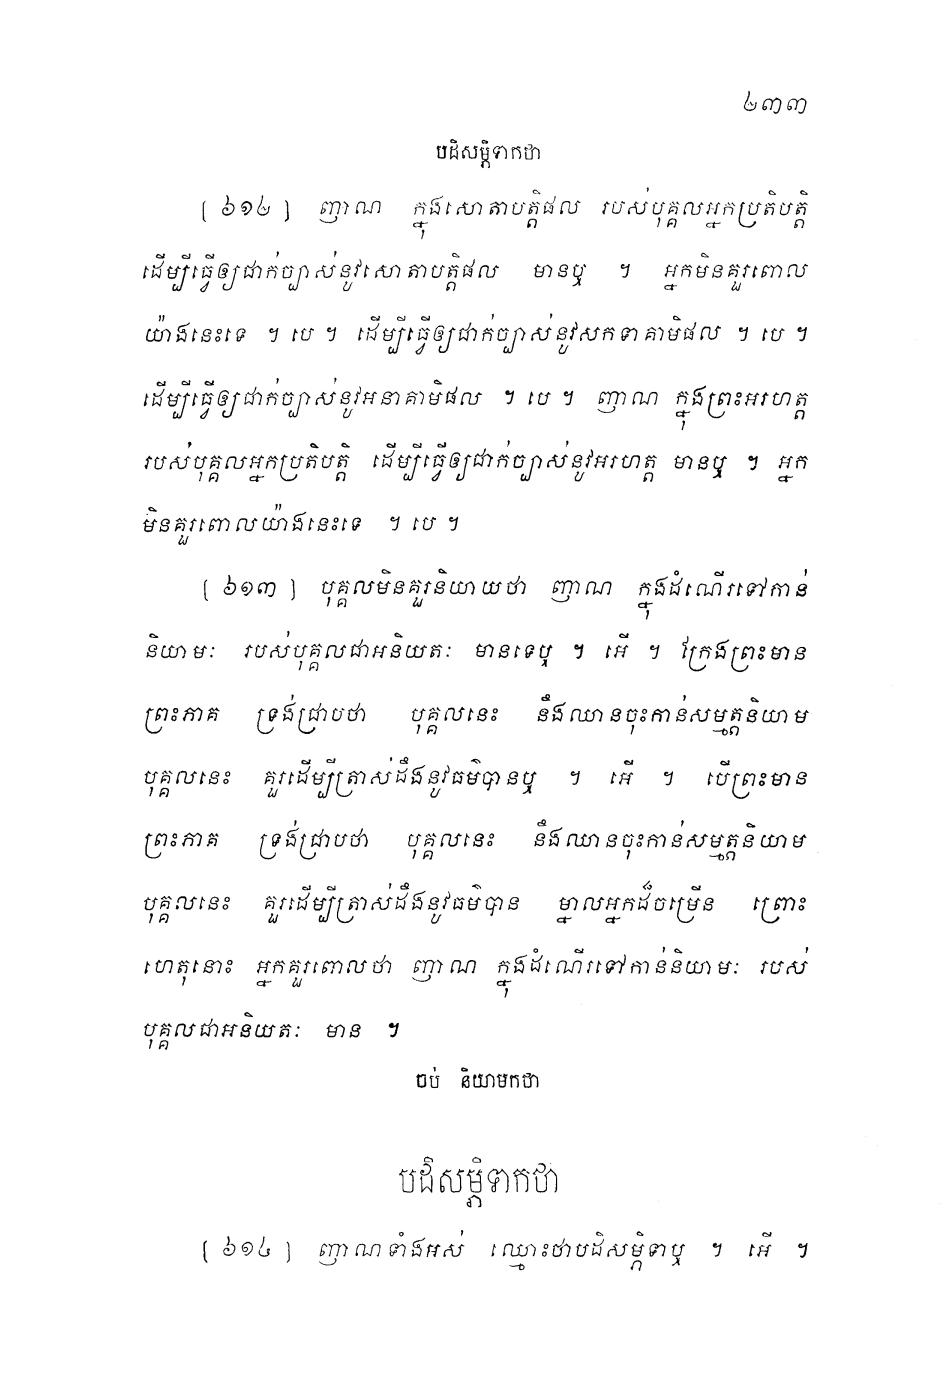 ២៣៣
បដិសម្ភិទាកថា
[ ៦១២ ] ញាណ ក្នុងសោតាបត្តិផល របស់បុគ្គលអ្នកប្រតិបត្តិ
ដើម្បីធ្វើឲ្យជាក់ច្បាស់នូវសោតាបត្តិផល មានឬ ។ អ្នកមិនគួរពោល
យ៉ាងនេះទេ ។ បេ ។ ដើម្បីធ្វើឲ្យជាក់ច្បាស់នូវសកទាគាមិផល ។ បេ ។
ដើម្បីធ្វើឲ្យជាក់ច្បាស់នូវអនាគាមិផល ។ បេ ។ ញាណ ក្នុងព្រះអរហត្ត
របស់បុគ្គលអ្នកប្រតិបត្តិ ដើម្បីធ្វើឲ្យជាក់ច្បាស់នូវអរហត្ត មានឬ ។ អ្នក
មិនគួរពោលយ៉ាងនេះទេ ។ បេ ។
[ ៦១៣ ] បុគ្គលមិនគួរនិយាយថា ញាណ ក្នុងដំណើរទៅកាន់
និយាមៈ របស់បុគ្គលជាអនិយតៈ មានទេឬ ។ អើ ។ ក្រែងព្រះមាន
ព្រះភាគ ទ្រង់ជ្រាបថា បុគ្គលនេះ នឹងឈានចុះកាន់សម្មត្តនិយាម
បុគ្គលនេះ គួរដើម្បីត្រាស់ដឹងនូវធម៌បានឬ ។ អើ ។ បើព្រះមាន
ព្រះភាគ ទ្រង់ជ្រាបថា បុគ្គលនេះ នឹងឈានចុះកាន់សម្មត្តនិយាម
បុគ្គលនេះ គួរដើម្បីត្រាស់ដឹងនូវធម៌បាន ម្នាលអ្នកដ៏ចម្រើន ព្រោះ
ហេតុនោះ អ្នកគួរពោលថា ញាណ ក្នុងដំណើរទៅកាន់និយាមៈ របស់
បុគ្គលជាអនិយតៈ មាន ។
ចប់ និយាមកថា
បដិសម្ភិទាកថា
[ ៦១៤ ] ញាណទាំងអស់ ឈ្មោះថាបដិសម្ភិទាឬ ។ អើ ។